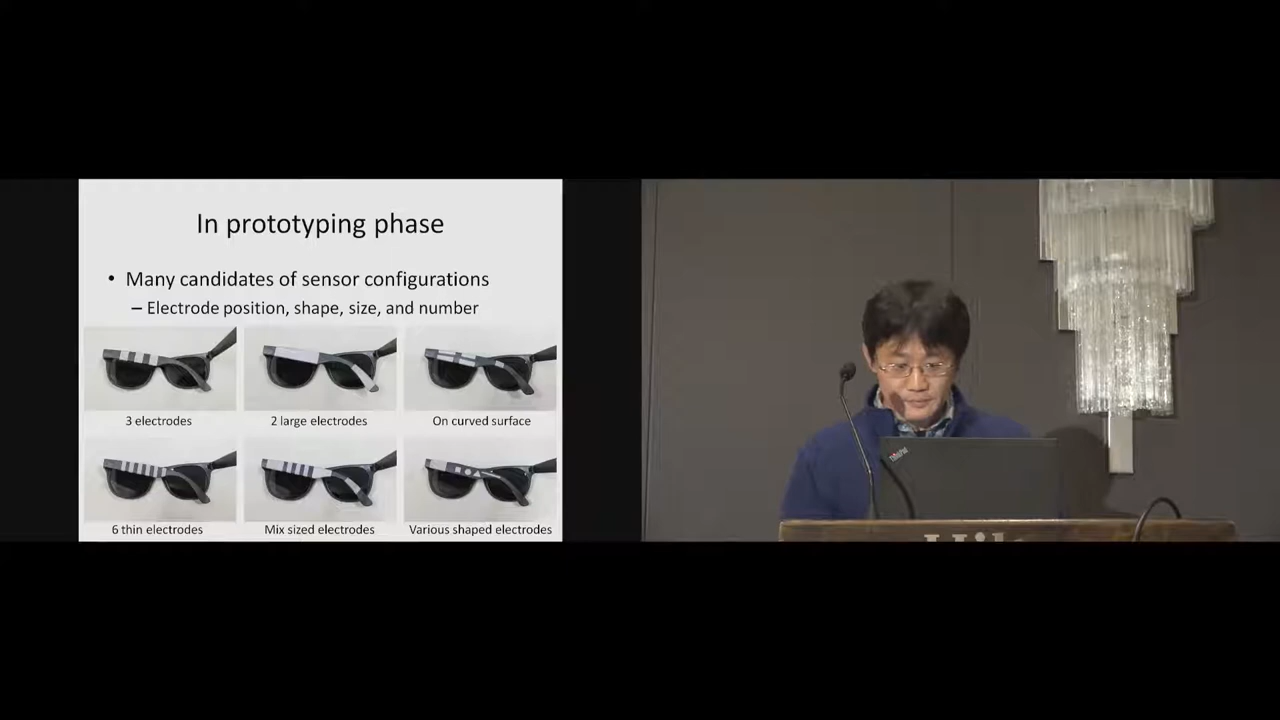 In prototyping phase
• Many candidates of sensor configurations
– Electrode position, shape, size, and number
3 electrodes
2 large electrodes
On curved surface
6 thin electrodes
Mix sized electrodes
Various shaped electrodes
ThinkPad